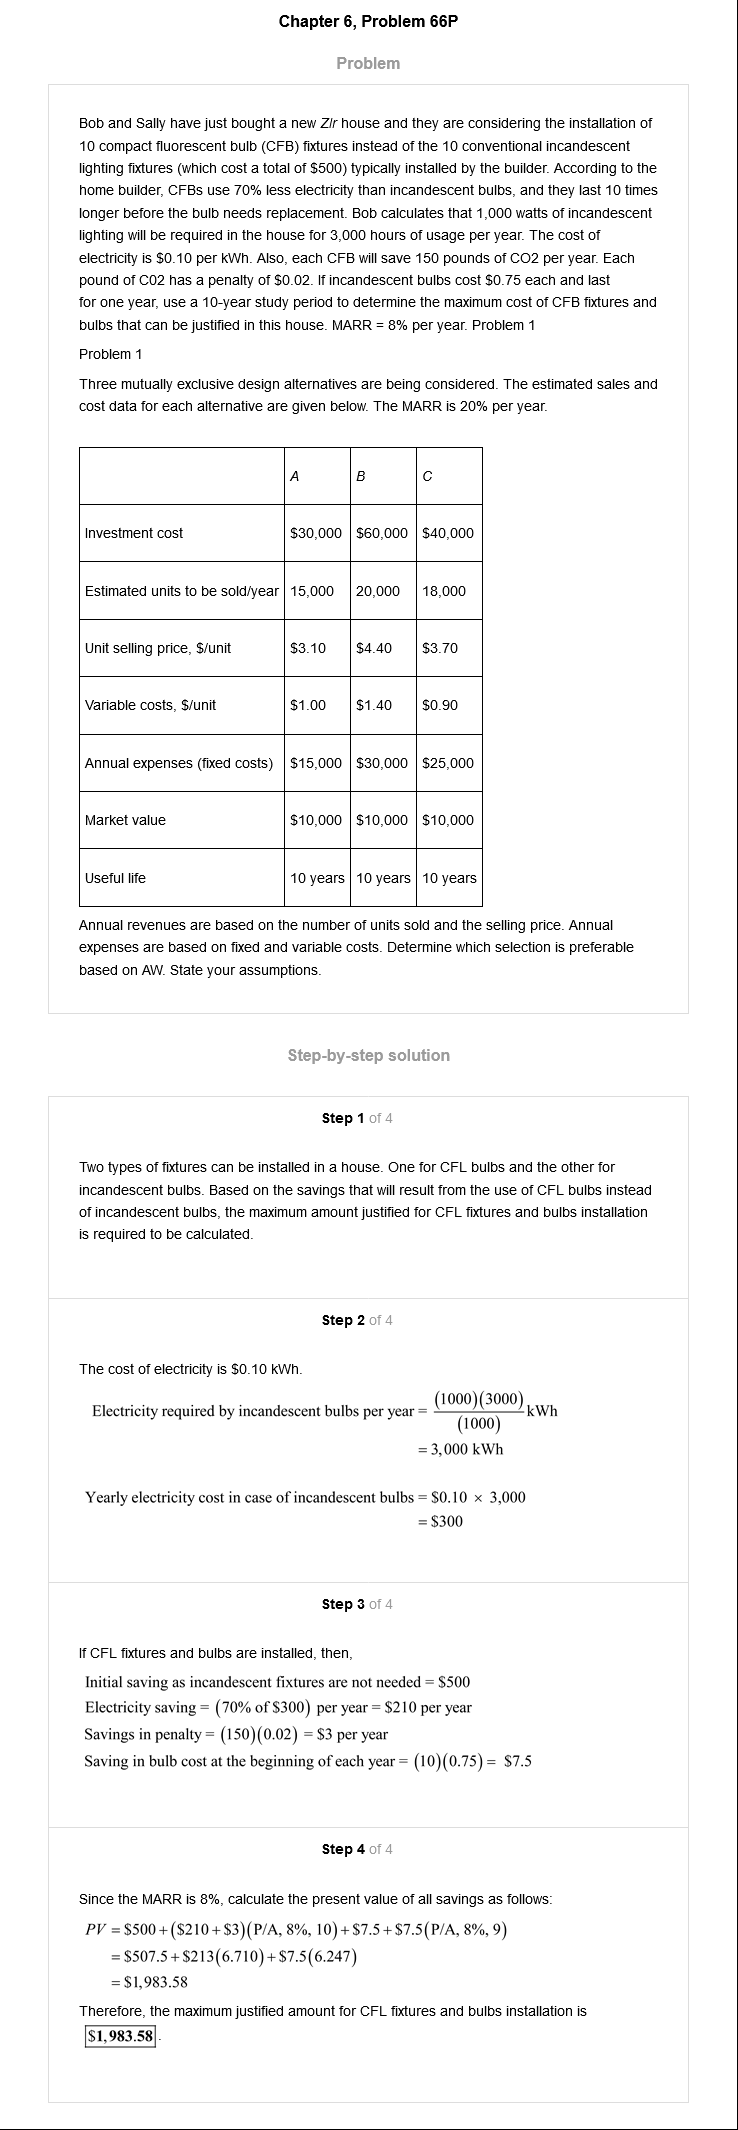 Chapter 6, Problem 66P
Problem
Bob and Sally have just bought a new Zlr house and they are considering the installation of
10 compact fluorescent bulb (CFB) fixtures instead of the 10 conventional incandescent
lighting fixtures (which cost a total of $500) typically installed by the builder. According to the
home builder, CFBs use 70% less electricity than incandescent bulbs, and they last 10 times
longer before the bulb needs replacement. Bob calculates that 1,000 watts of incandescent
lighting will be required in the house for 3,000 hours of usage per year. The cost of
electricity is $0.10 per kWh. Also, each CFB will save 150 pounds of CO2 per year. Each
pound of C02 has a penalty of $0.02. If incandescent bulbs cost $0.75 each and last
for one year, use a 10-year study period to determine the maximum cost of CFB fixtures and
bulbs that can be justified in this house. MARR = 8% per year. Problem 1
Problem 1
Three mutually exclusive design alternatives are being considered. The estimated sales and
cost data for each alternative are given below. The MARR is 20% per year.
A B C
Investment cost $30,000 $60,000 $40,000
Estimated units to be sold/year 15,000 20,000 18,000
Unit selling price, $/unit $3.10 $4.40 $3.70
Variable costs, $/unit $1.00 $1.40 $0.90
Annual expenses (fixed costs) $15,000 $30,000 $25,000
Market value $10,000 $10,000 $10,000
Useful life 10 years 10 years 10 years
Annual revenues are based on the number of units sold and the selling price. Annual
expenses are based on fixed and variable costs. Determine which selection is preferable
based on AW. State your assumptions.
Step-by-step solution
Step 1 of 4
Two types of fixtures can be installed in a house. One for CFL bulbs and the other for
incandescent bulbs. Based on the savings that will result from the use of CFL bulbs instead
of incandescent bulbs, the maximum amount justified for CFL fixtures and bulbs installation
is required to be calculated.
Step 2 of 4
The cost of electricity is $0.10 kWh.
Electricity required by incandescent bulbs per year = (1000)(3000)/(1000) kWh
= 3,000 kWh
Yearly electricity cost in case of incandescent bulbs = $0.10 × 3,000
= $300
Step 3 of 4
If CFL fixtures and bulbs are installed, then,
Initial saving as incandescent fixtures are not needed = $500
Electricity saving = (70% of $300) per year = $210 per year
Savings in penalty = (150)(0.02) = $3 per year
Saving in bulb cost at the beginning of each year = (10)(0.75) = $7.5
Step 4 of 4
Since the MARR is 8%, calculate the present value of all savings as follows:
PV = $500 + ($210 + $3)(P/A, 8%, 10) + $7.5 + $7.5(P/A, 8%, 9)
= $507.5 + $213(6.710) + $7.5(6.247)
= $1,983.58
Therefore, the maximum justified amount for CFL fixtures and bulbs installation is
$1,983.58.